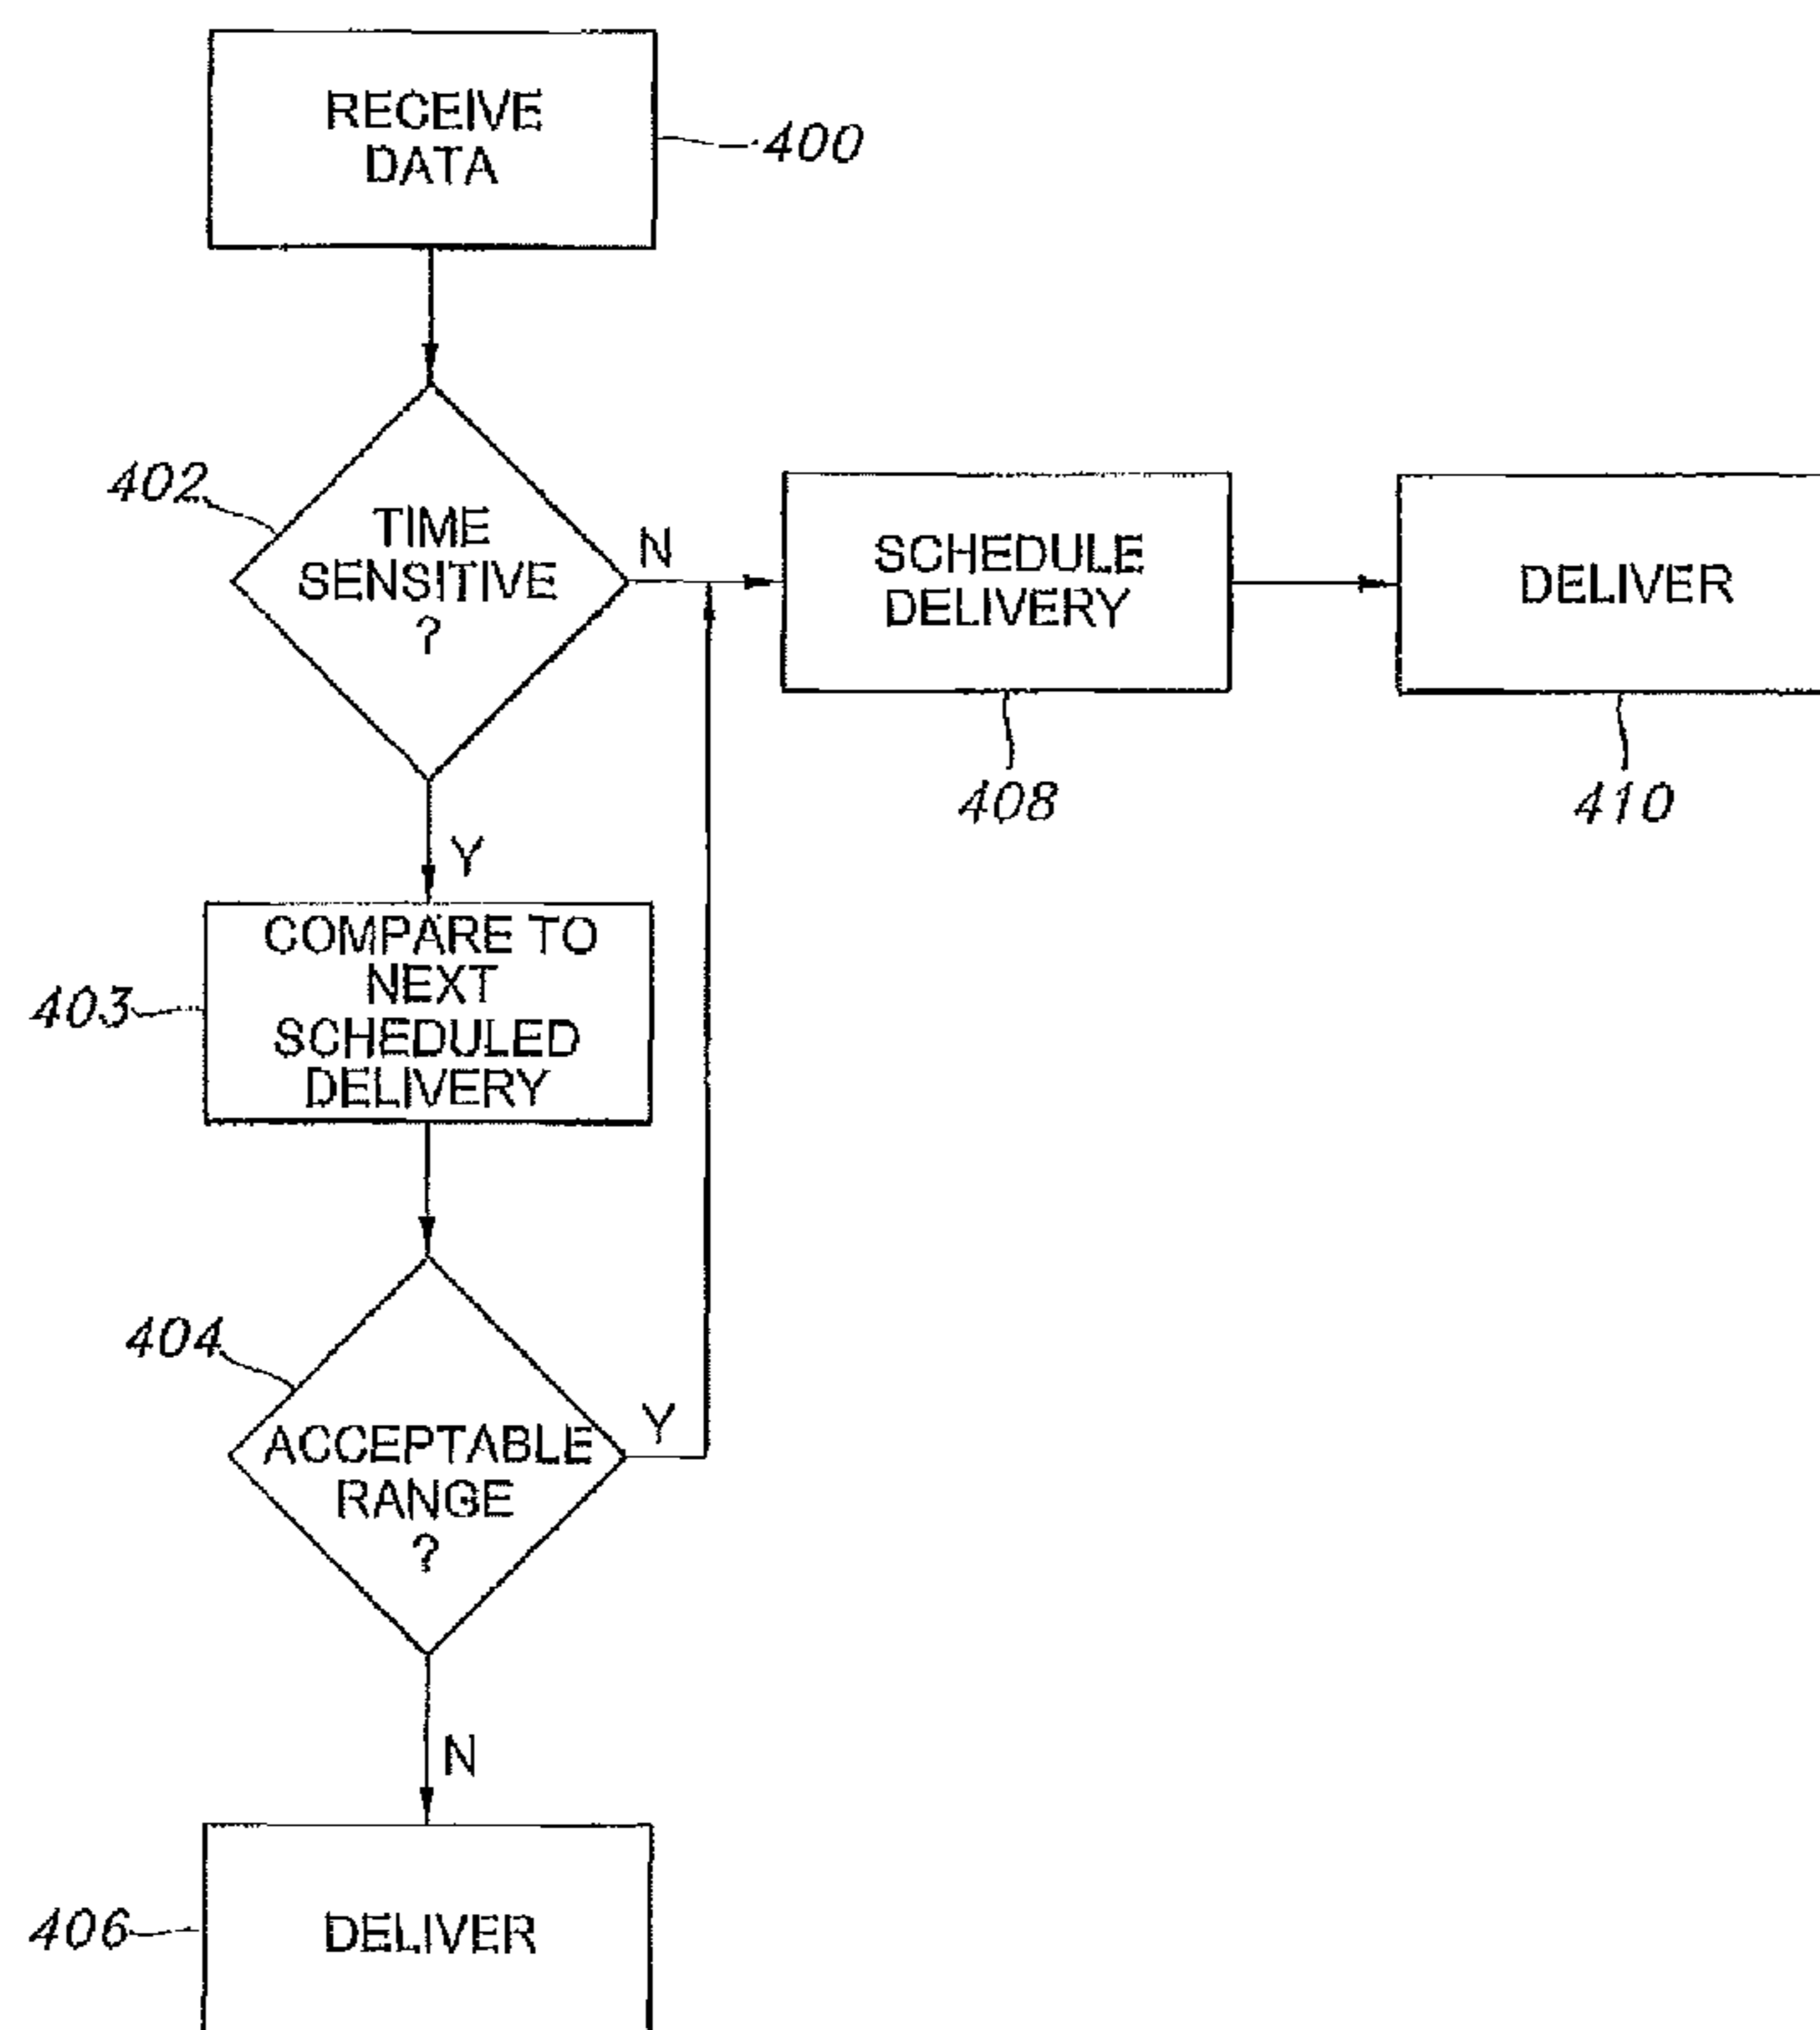 RECEIVE
DATA
400
402
TIME
SENSITIVE
?
N
SCHEDULE
DELIVERY
408
DELIVER
410
Y
COMPARE TO
NEXT
SCHEDULED
DELIVERY
403
404
ACCEPTABLE
RANGE
?
Y
N
406
DELIVER